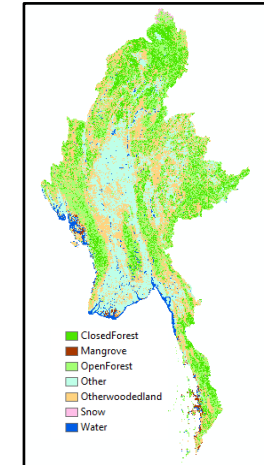 ClosedForest
Mangrove
OpenForest
Other
Otherwoodedland
Snow
Water